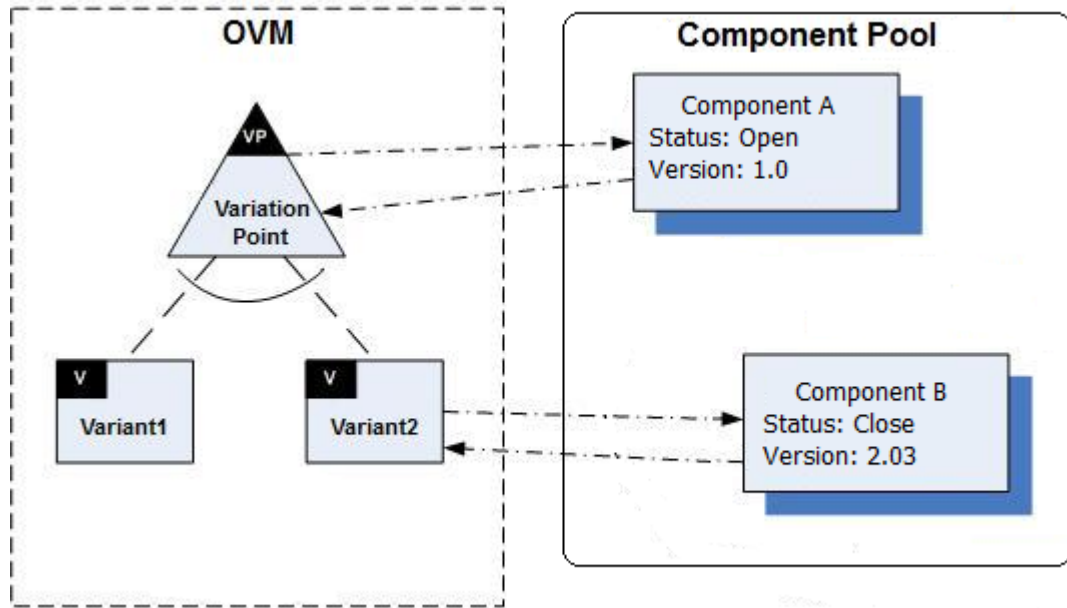 OVM
VP
Variation
Point
V
Variant1
V
Variant2
Component Pool
Component A
Status: Open
Version: 1.0
Component B
Status: Close
Version: 2.03